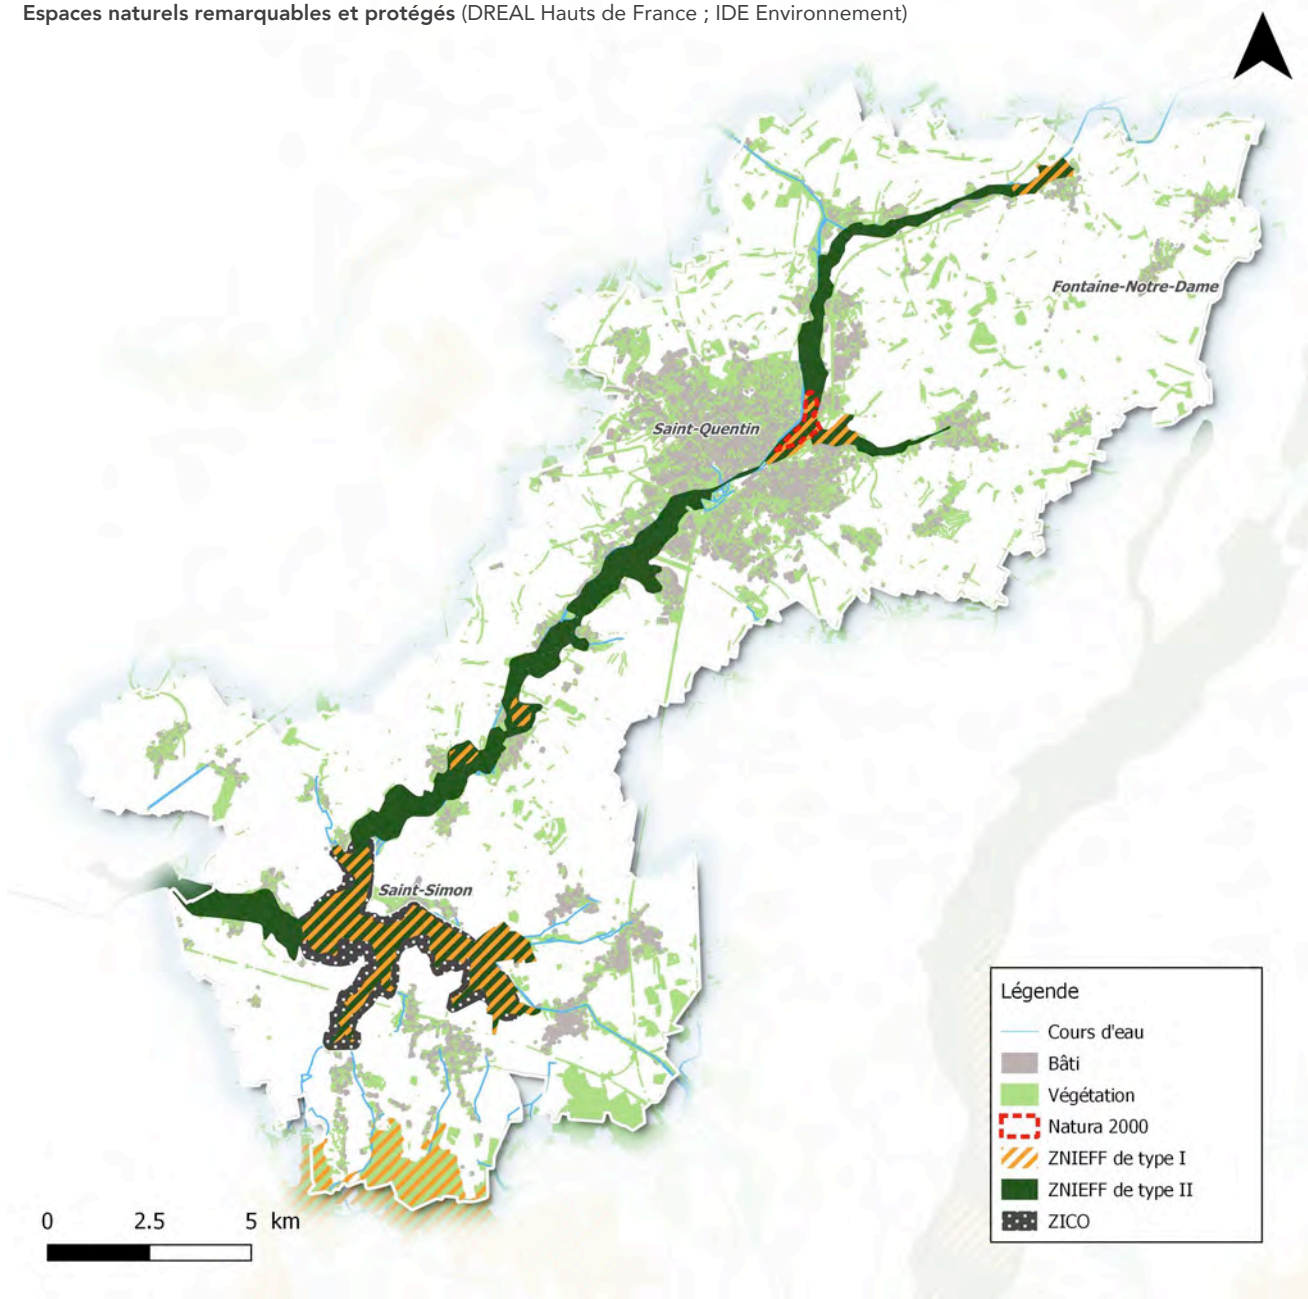 Espaces naturels remarquables et protégés (DREAL Hauts de France ; IDE Environnement)
Fontaine-Notre-Dame
Saint-Quentin
Saint-Simon
Légende
Cours d'eau
Bâti
Végétation
Natura 2000
ZNIEFF de type I
ZNIEFF de type II
ZICO
0 2.5 5 km